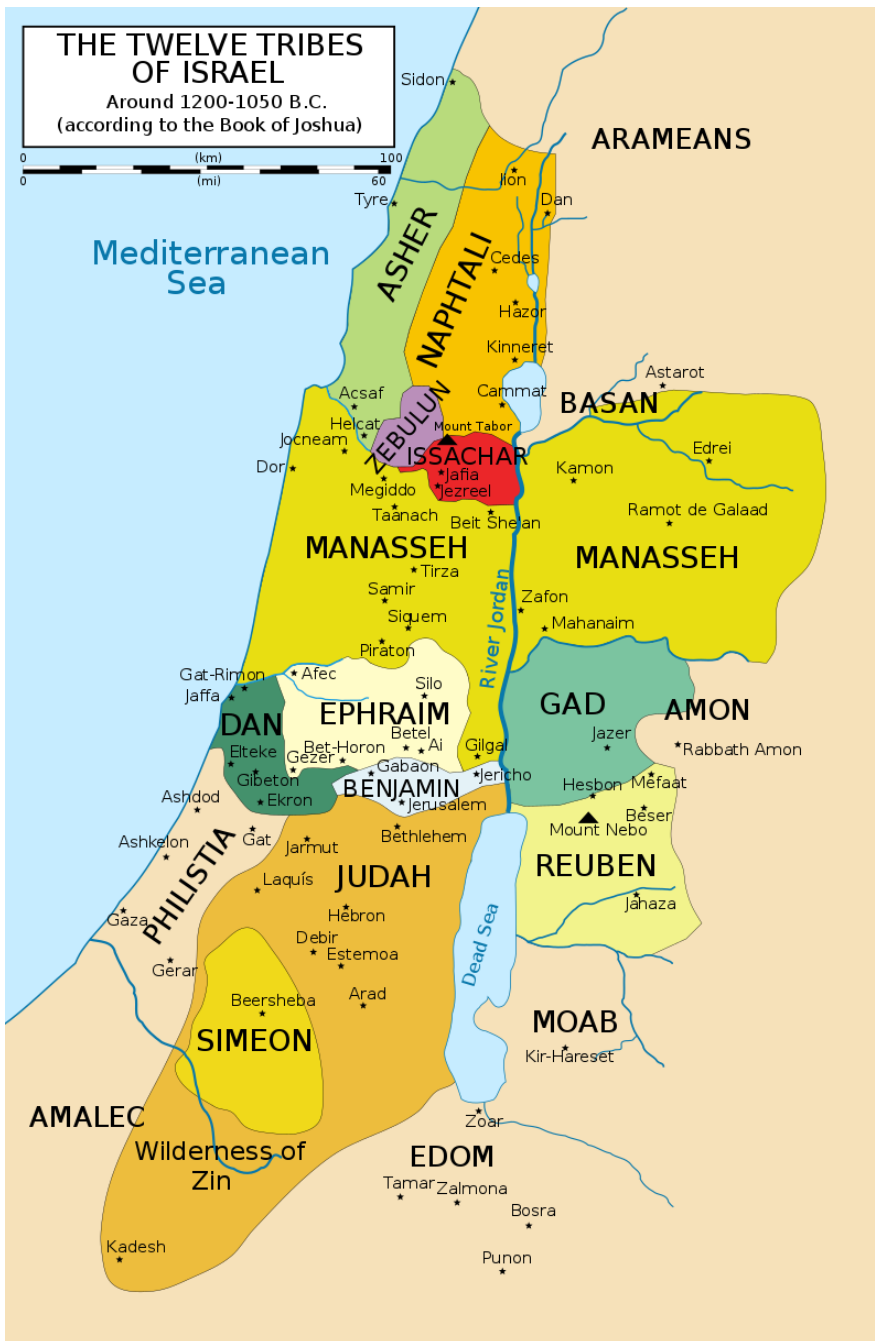 THE TWELVE TRIBES
OF ISRAEL
Around 1200-1050 B.C.
(according to the Book of Joshua)
0 (km) 100
0 (mi) 60
Sidon
ARAMEANS
Ijon
Tyre
Dan
Mediterranean
Sea
ASHER
NAPHTALI
Cedes
Hazor
Kinneret
Astarot
Acsaf
Cammat
BASAN
ZEBULUN
Helcat
Mount Tabor
Jocneam
ISSACHAR
Edrei
Dor
Jafia
Kamon
Megiddo
Jezreel
Taanach
Beit Shean
Ramot de Galaad
MANASSEH
MANASSEH
Tirza
Samir
Zafon
Siquem
Mahanaim
Piraton
River Jordan
Gat-Rimon
Afec
Jaffa
Silo
DAN
EPHRAIM
GAD
AMON
Betel
Jazer
Elteke
Bet-Horon
Ai
Gilgal
Rabbath Amon
Gezer
Gabaon
Jericho
Gibeton
BENJAMIN
Hesbon
Mefaat
Ekron
Jerusalem
Ashdod
Beser
Bethlehem
Mount Nebo
Ashkelon
Gat
Jarmut
PHILISTIA
JUDAH
REUBEN
Laquís
Jahaza
Gaza
Hebron
Dead Sea
Debir
Estemoa
Gerar
Beersheba
Arad
SIMEON
MOAB
Kir-Hareset
AMALEC
Zoar
Wilderness of
Zin
EDOM
Tamar
Zalmona
Bosra
Kadesh
Punon